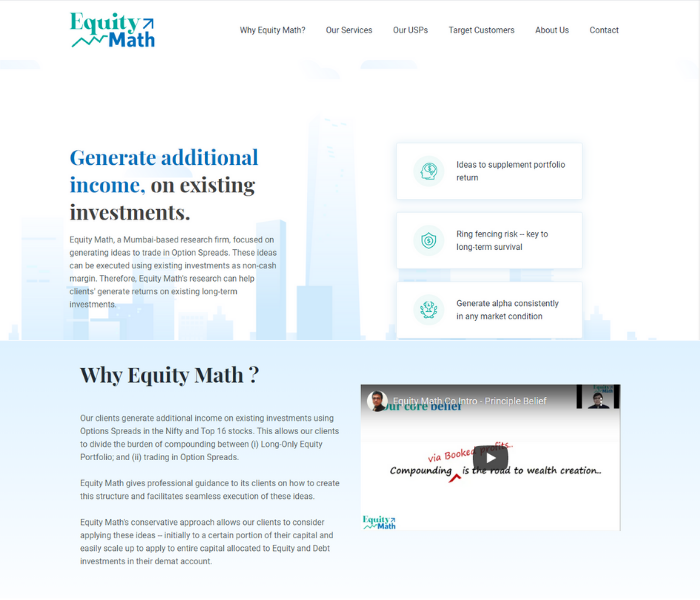 Equity
Math
Why Equity Math?
Our Services
Our USPs
Target Customers
About Us
Contact
Generate additional
income, on existing
investments.
Equity Math, a Mumbai-based research firm, focused on
generating ideas to trade in Option Spreads. These ideas
can be executed using existing investments as non-cash
margin. Therefore, Equity Math's research can help
clients' generate returns on existing long-term
investments.
Ideas to supplement portfolio
return
Ring fencing risk – key to
long-term survival
Generate alpha consistently
in any market condition
Why Equity Math ?
Our clients generate additional income on existing investments using
Options Spreads in the Nifty and Top 16 stocks. This allows our clients
to divide the burden of compounding between (i) Long-Only Equity
Portfolio; and (ii) trading in Option Spreads.
Equity Math gives professional guidance to its clients on how to create
this structure and facilitates seamless execution of these ideas.
Equity Math's conservative approach allows our clients to consider
applying these ideas – initially to a certain portion of their capital and
easily scale up to apply to entire capital allocated to Equity and Debt
investments in their demat account.
Equity Math Co Intro - Principle Belief
Our core belief
via Booked profits..
Compounding is the road to wealth creation..
Equity
Math